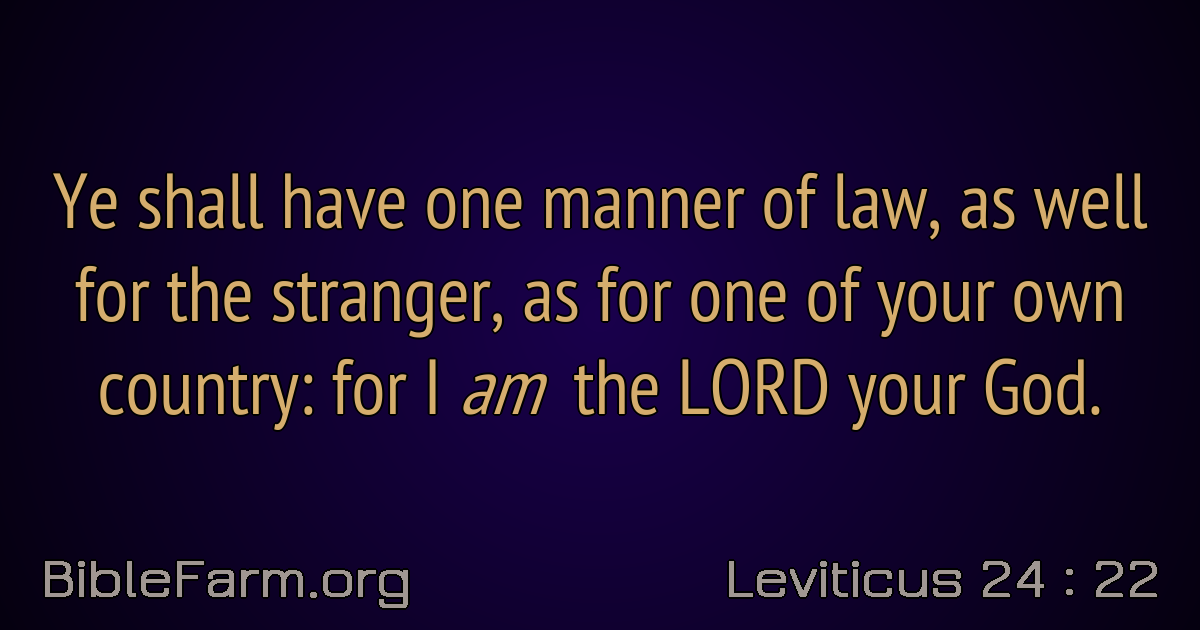 Ye shall have one manner of law, as well
for the stranger, as for one of your own
country: for I am the LORD your God.
BibleFarm.org
Leviticus 24 : 22